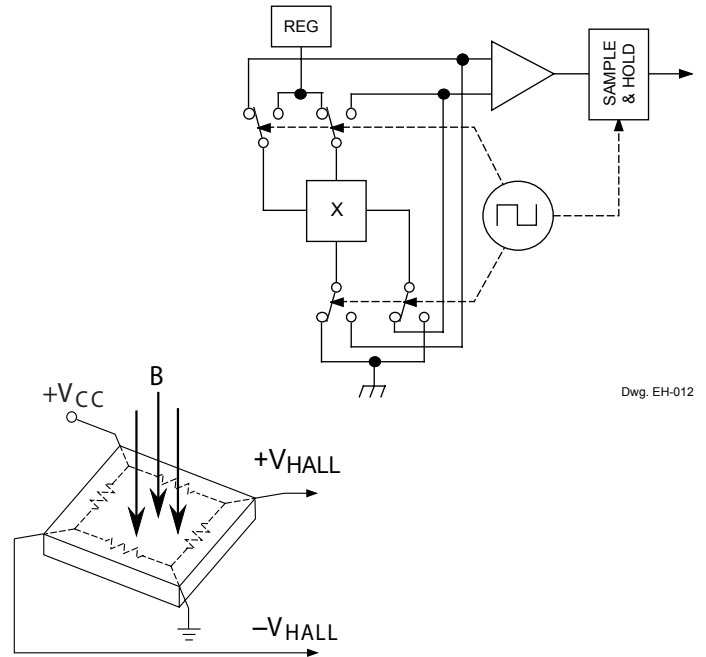 REG
SAMPLE
& HOLD
X
Dwg. EH-012
+VCC
B
+VHALL
–VHALL